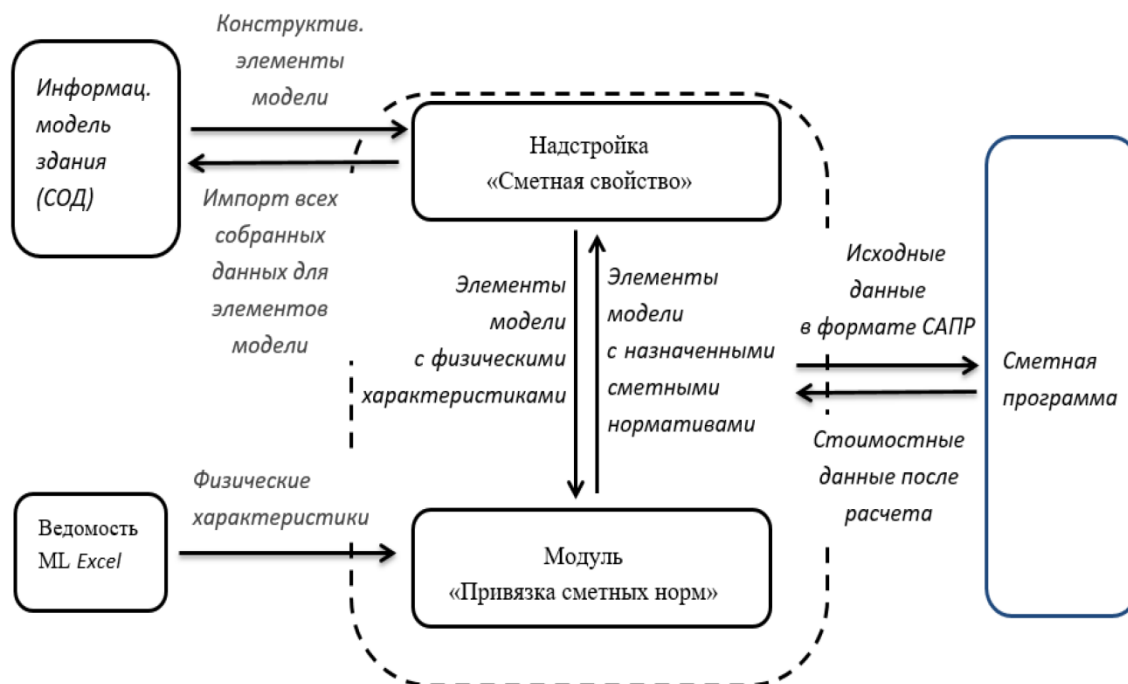 Конструктив.
элементы
модели
Информац.
модель
здания
(СОД)
Надстройка
«Сметная свойство»
Импорт всех
собранных
данных для
элементов
модели
Элементы
модели
с физическими
характеристиками
Элементы
модели
с назначенными
сметными
нормативами
Исходные
данные
в формате САПР
Сметная
программа
Стоимостные
данные после
расчета
Физические
характеристики
Ведомость
ML Excel
Модуль
«Привязка сметных норм»